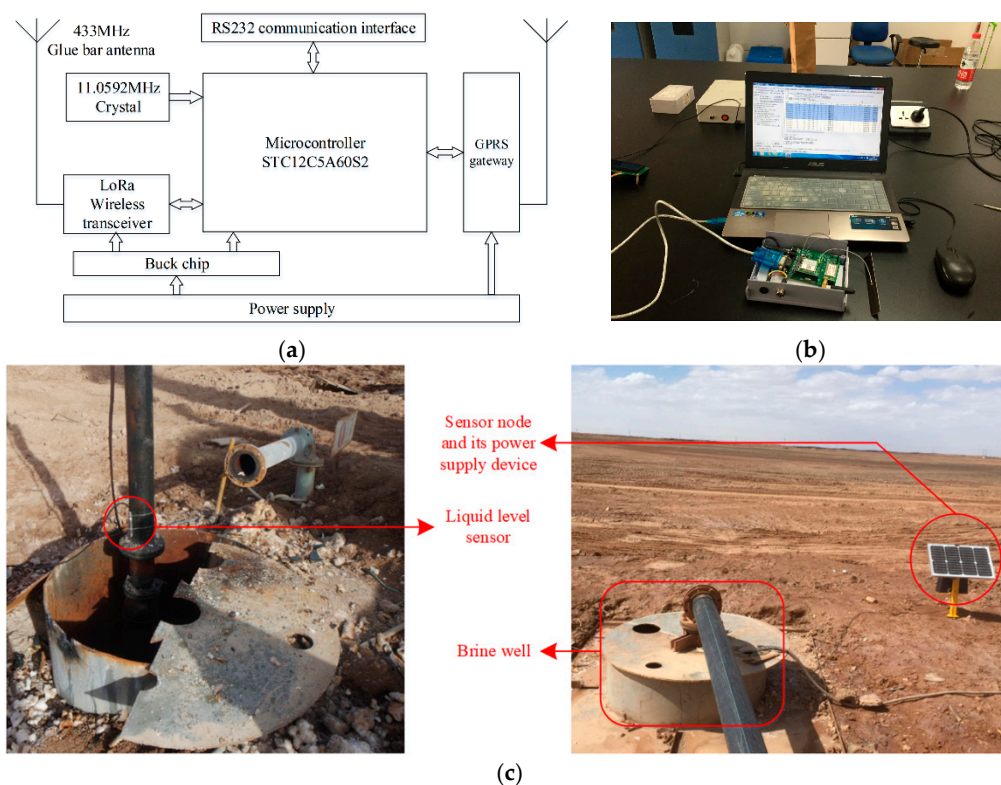 433MHz
Glue bar antenna
RS232 communication interface
11.0592MHz
Crystal
Microcontroller
STC12C5A60S2
GPRS
gateway
LoRa
Wireless
transceiver
Buck chip
Power supply
(a)
ASUS
(b)
Sensor node
and its power
supply device
Liquid level
sensor
Brine well
(c)